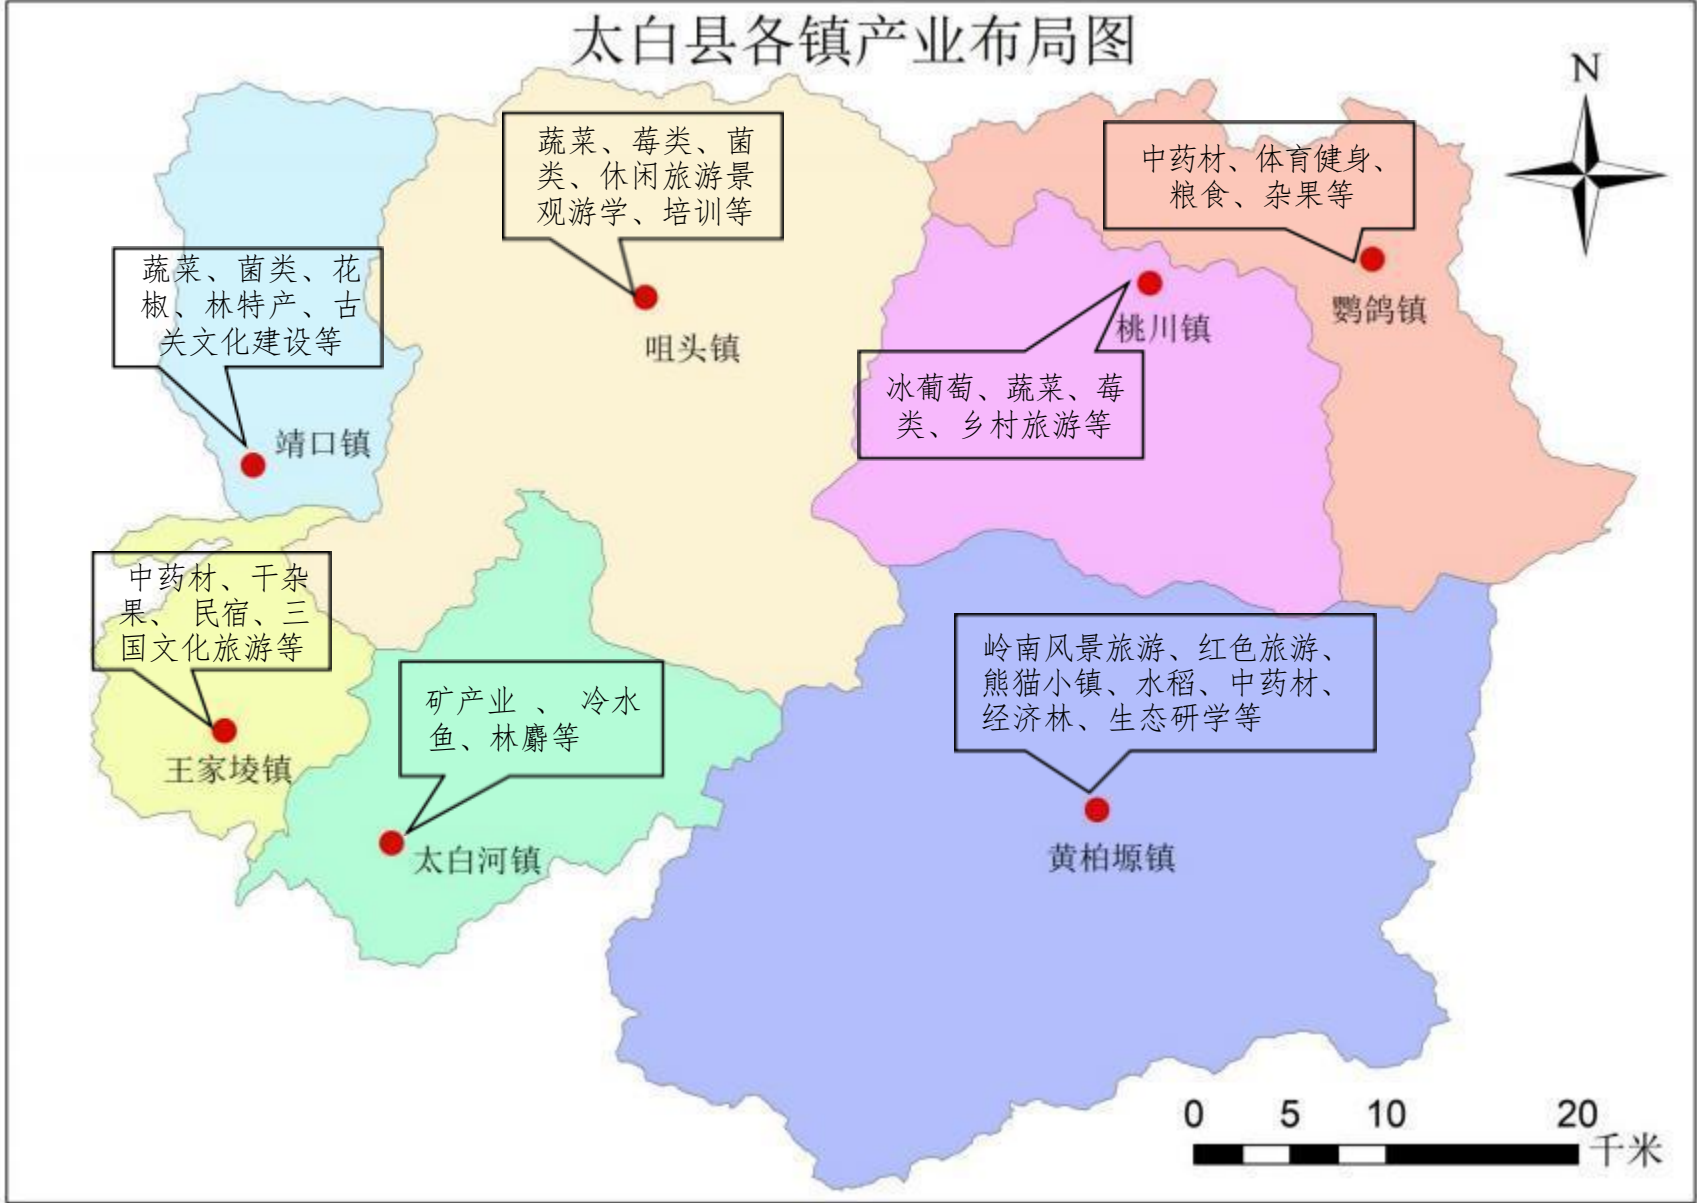 太白县各镇产业布局图
N
蔬菜、莓类、菌
类、休闲旅游景
观游学、培训等
咀头镇
中药材、体育健身、
粮食、杂果等
鹦鸽镇
蔬菜、菌类、花
椒、林特产、古
关文化建设等
靖口镇
桃川镇
冰葡萄、蔬菜、莓
类、乡村旅游等
中药材、干杂
果、 民宿、三
国文化旅游等
王家堎镇
矿产业 、 冷水
鱼、林麝等
太白河镇
岭南风景旅游、红色旅游、
熊猫小镇、水稻、中药材、
经济林、生态研学等
黄柏塬镇
0 5 10 20
千米